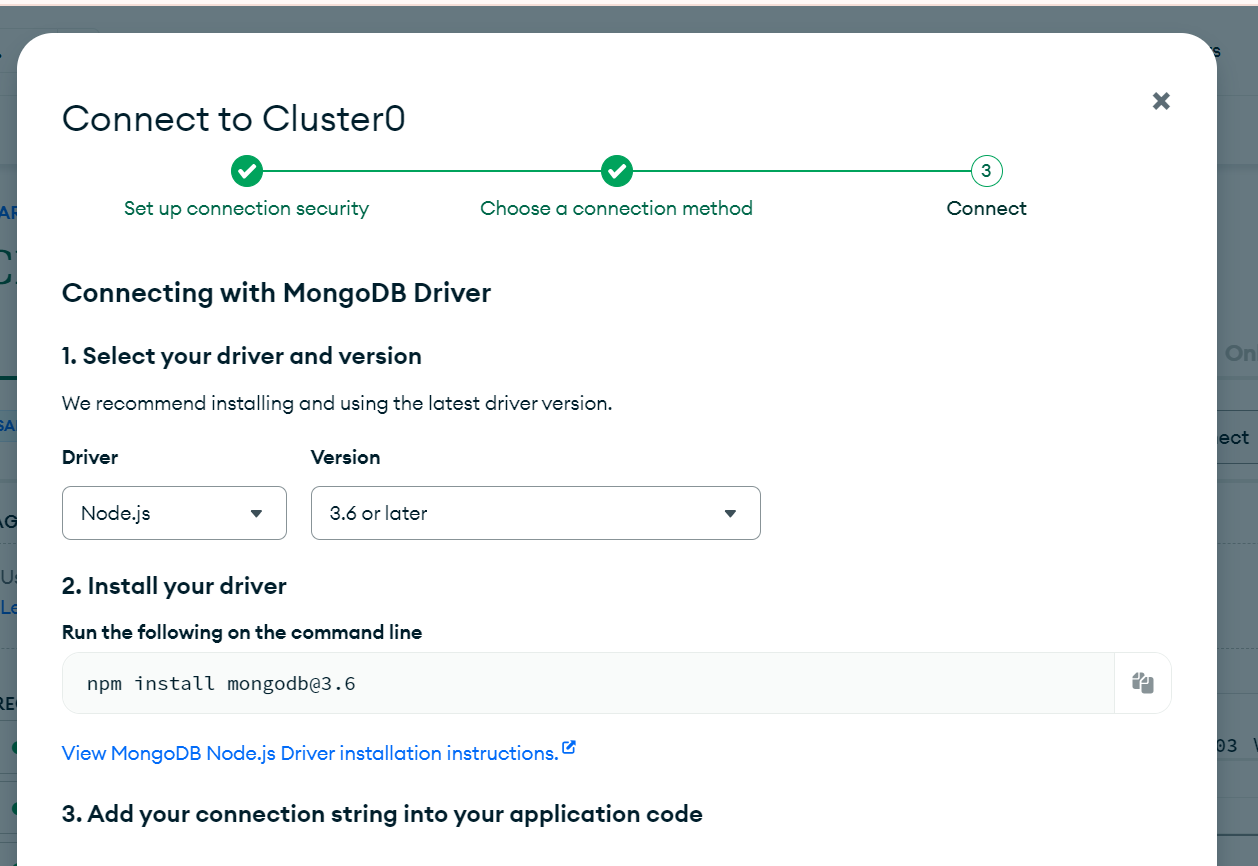 Connect to Cluster0
3
Set up connection security
Choose a connection method
Connect
Connecting with MongoDB Driver
1. Select your driver and version
We recommend installing and using the latest driver version.
Driver
Version
Node.js
3.6 or later
2. Install your driver
Run the following on the command line
npm install mongodb@3.6
View MongoDB Node.js Driver installation instructions.
3. Add your connection string into your application code